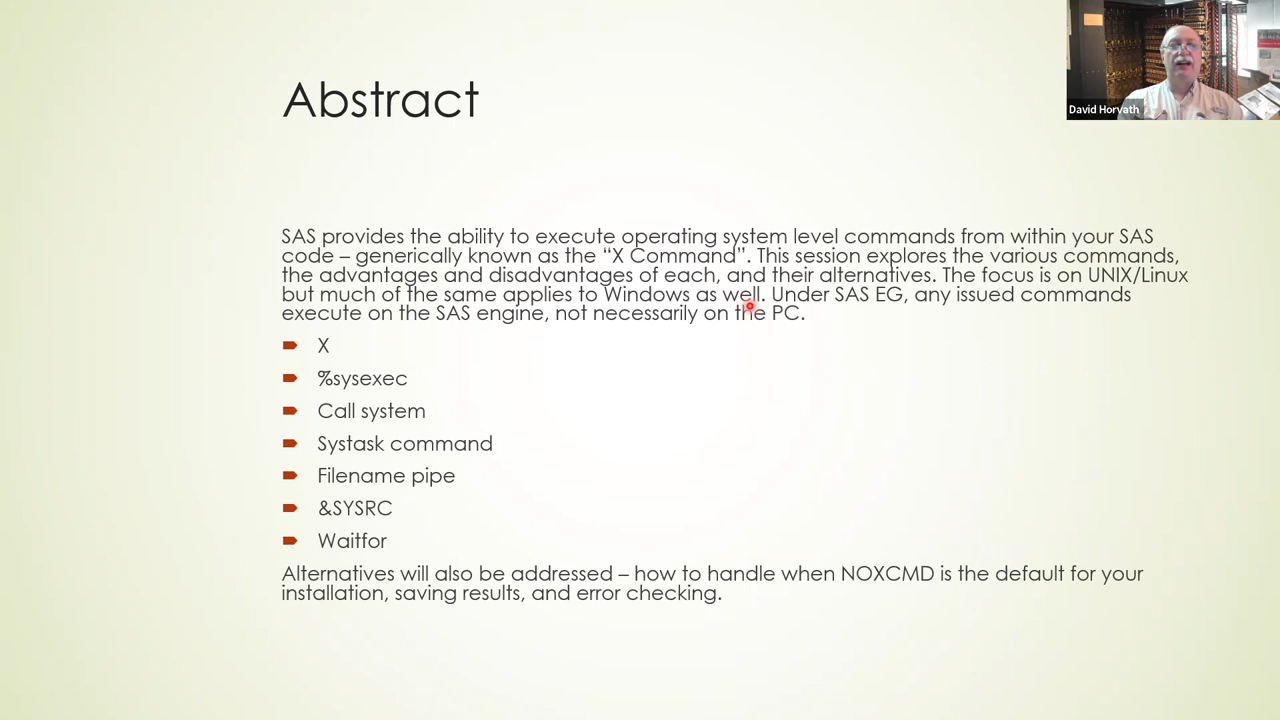 Abstract
David Horvath
SAS provides the ability to execute operating system level commands from within your SAS
code – generically known as the “X Command”. This session explores the various commands,
the advantages and disadvantages of each, and their alternatives. The focus is on UNIX/Linux
but much of the same applies to Windows as well. Under SAS EG, any issued commands
execute on the SAS engine, not necessarily on the PC.
X
%sysexec
Call system
Systask command
Filename pipe
&SYSRC
Waitfor
Alternatives will also be addressed – how to handle when NOXCMD is the default for your
installation, saving results, and error checking.